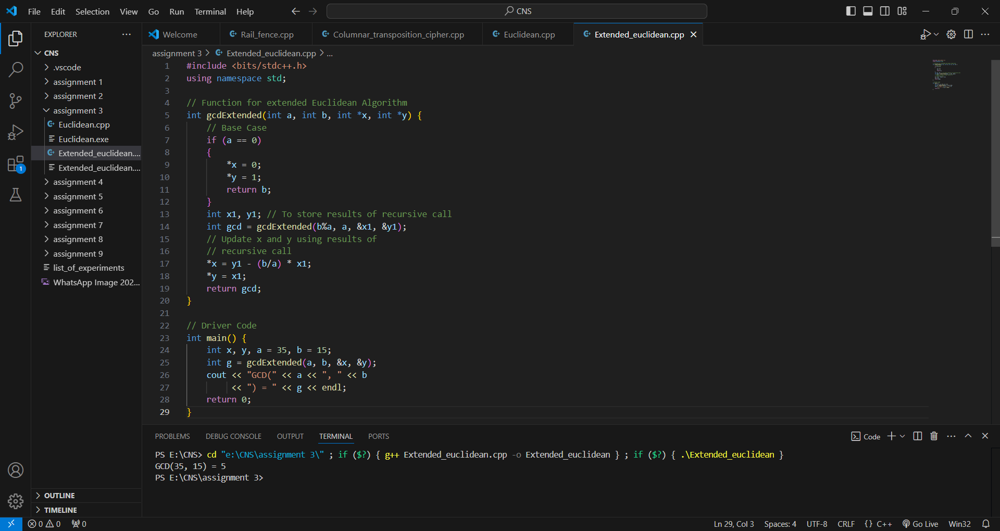 File Edit Selection View Go Run Terminal Help
CNS
EXPLORER
CNS
.vscode
assignment 1
assignment 2
assignment 3
Euclidean.cpp
Euclidean.exe
Extended_euclidean....
Extended_euclidean....
assignment 4
assignment 5
assignment 6
assignment 7
assignment 8
assignment 9
list_of_experiments
WhatsApp Image 202...
OUTLINE
TIMELINE
1
Welcome Rail_fence.cpp Columnar_transposition_cipher.cpp Euclidean.cpp Extended_euclidean.cpp
assignment 3 > Extended_euclidean.cpp > ...
1 #include <bits/stdc++.h>
2 using namespace std;
3
4 // Function for extended Euclidean Algorithm
5 int gcdExtended(int a, int b, int *x, int *y) {
6     // Base Case
7     if (a == 0)
8     {
9         *x = 0;
10         *y = 1;
11         return b;
12     }
13     int x1, y1; // To store results of recursive call
14     int gcd = gcdExtended(b%a, a, &x1, &y1);
15     // Update x and y using results of
16     // recursive call
17     *x = y1 - (b/a) * x1;
18     *y = x1;
19     return gcd;
20 }
21
22 // Driver Code
23 int main() {
24     int x, y, a = 35, b = 15;
25     int g = gcdExtended(a, b, &x, &y);
26     cout << "GCD(" << a << ", " << b
27          << ") = " << g << endl;
28     return 0;
29 }
PROBLEMS DEBUG CONSOLE OUTPUT TERMINAL PORTS
Code
PS E:\CNS> cd "e:\CNS\assignment 3\" ; if ($?) { g++ Extended_euclidean.cpp -o Extended_euclidean } ; if ($?) { .\Extended_euclidean }
GCD(35, 15) = 5
PS E:\CNS\assignment 3>
0 0 0
Ln 29, Col 3 Spaces: 4 UTF-8 CRLF {} C++ Go Live Win32